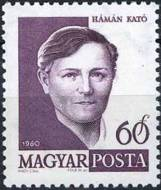 HÁMÁN KATÓ
1960
60f
MAGYAR POSTA